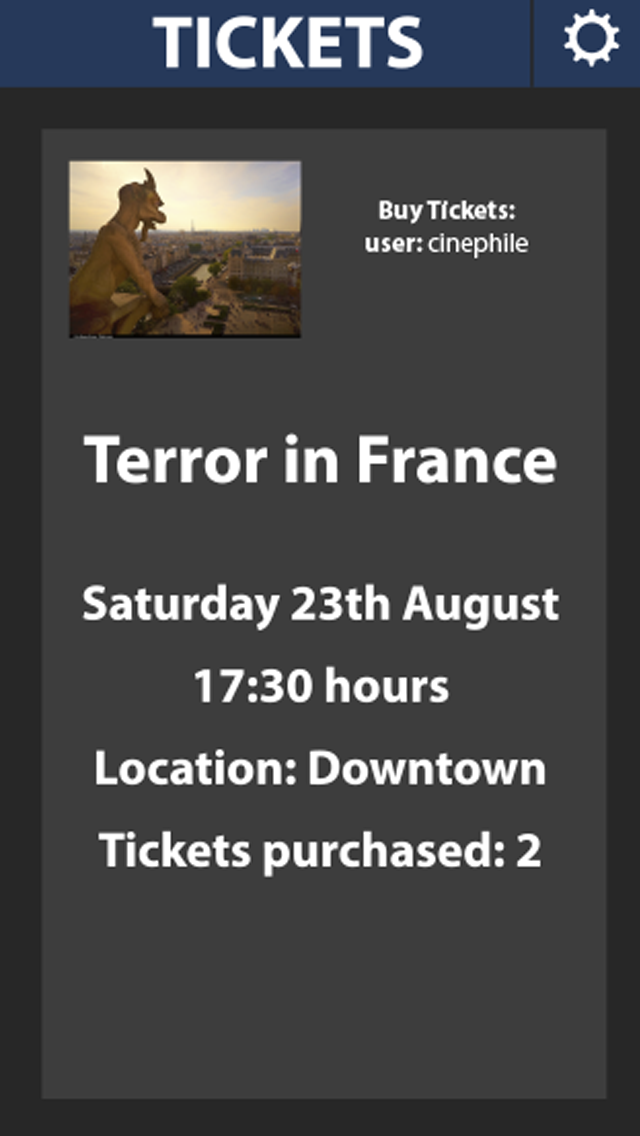 TICKETS
Buy Tickets:
user: cinephile
Terror in France
Saturday 23th August
17:30 hours
Location: Downtown
Tickets purchased: 2